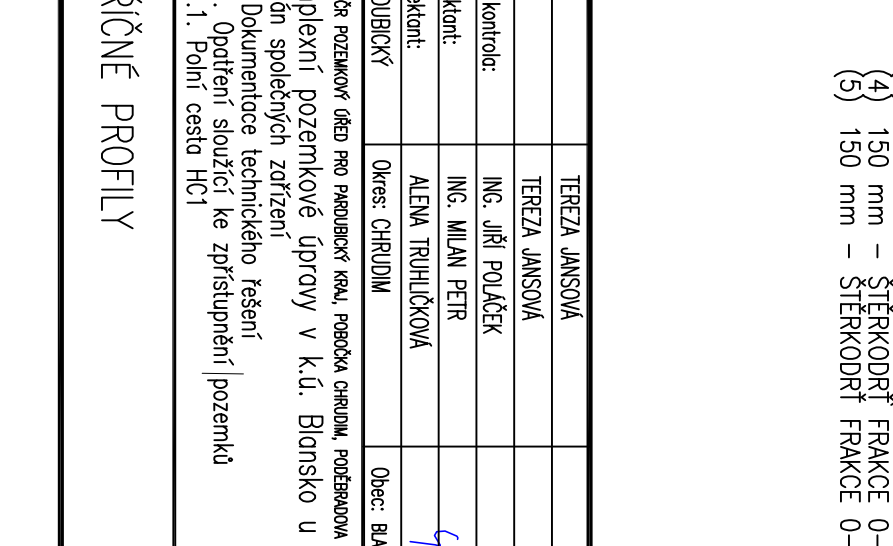 (4) 150 mm - ŠTĚRKODRŤ FRAKCE 0-
(5) 150 mm - ŠTĚRKODRŤ FRAKCE 0-
TEREZA JANSOVÁ
TEREZA JANSOVÁ
kontrola: ING. JIŘÍ POLÁČEK
ktant: ING. MILAN PETR
ektant: ALENA TRUHLIČKOVÁ
DUBICKÝ Okres: CHRUDIM Obec: BLA
ČR POZEMKOVÝ ÚŘED PRO PARDUBICKÝ KRAJ, POBOČKA CHRUDIM, PODĚBRADOVA
plexní pozemkové úpravy v k.ú. Blansko u
án společných zařízení
Dokumentace technického řešení
. Opatření sloužící ke zpřístupnění pozemků
.1. Polní cesta HC1
ŘÍČNÉ PROFILY